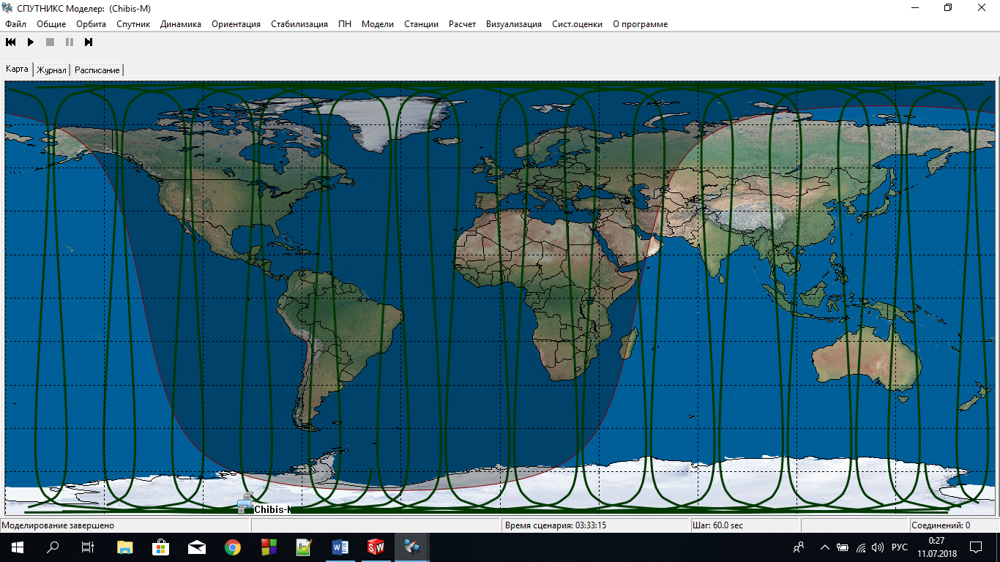 СПУТНИКС Моделер: (Chibis-M)
Файл Общие Орбита Спутник Динамика Ориентация Стабилизация ПН Модели Станции Расчет Визуализация Сист.оценки О программе
Карта Журнал Расписание
Chibis-M
Моделирование завершено Время сценария: 03:33:15 Шаг: 60.0 sec Соединений: 0
РУС 0:27
11.07.2018